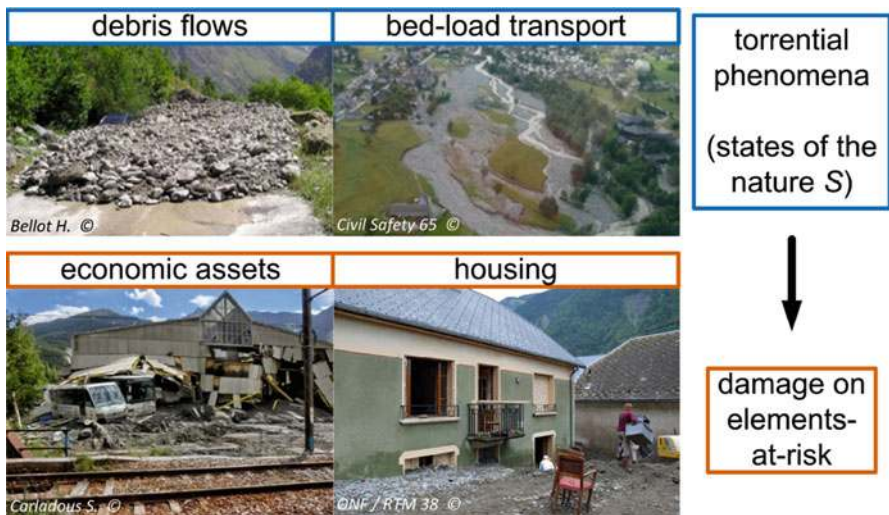 debris flows
bed-load transport
torrential
phenomena
(states of the
nature S)
Bellot H. ©
Civil Safety 65 ©
economic assets
housing
damage on
elements-
at-risk
Carladous S. ©
ONF / RTM 38 ©